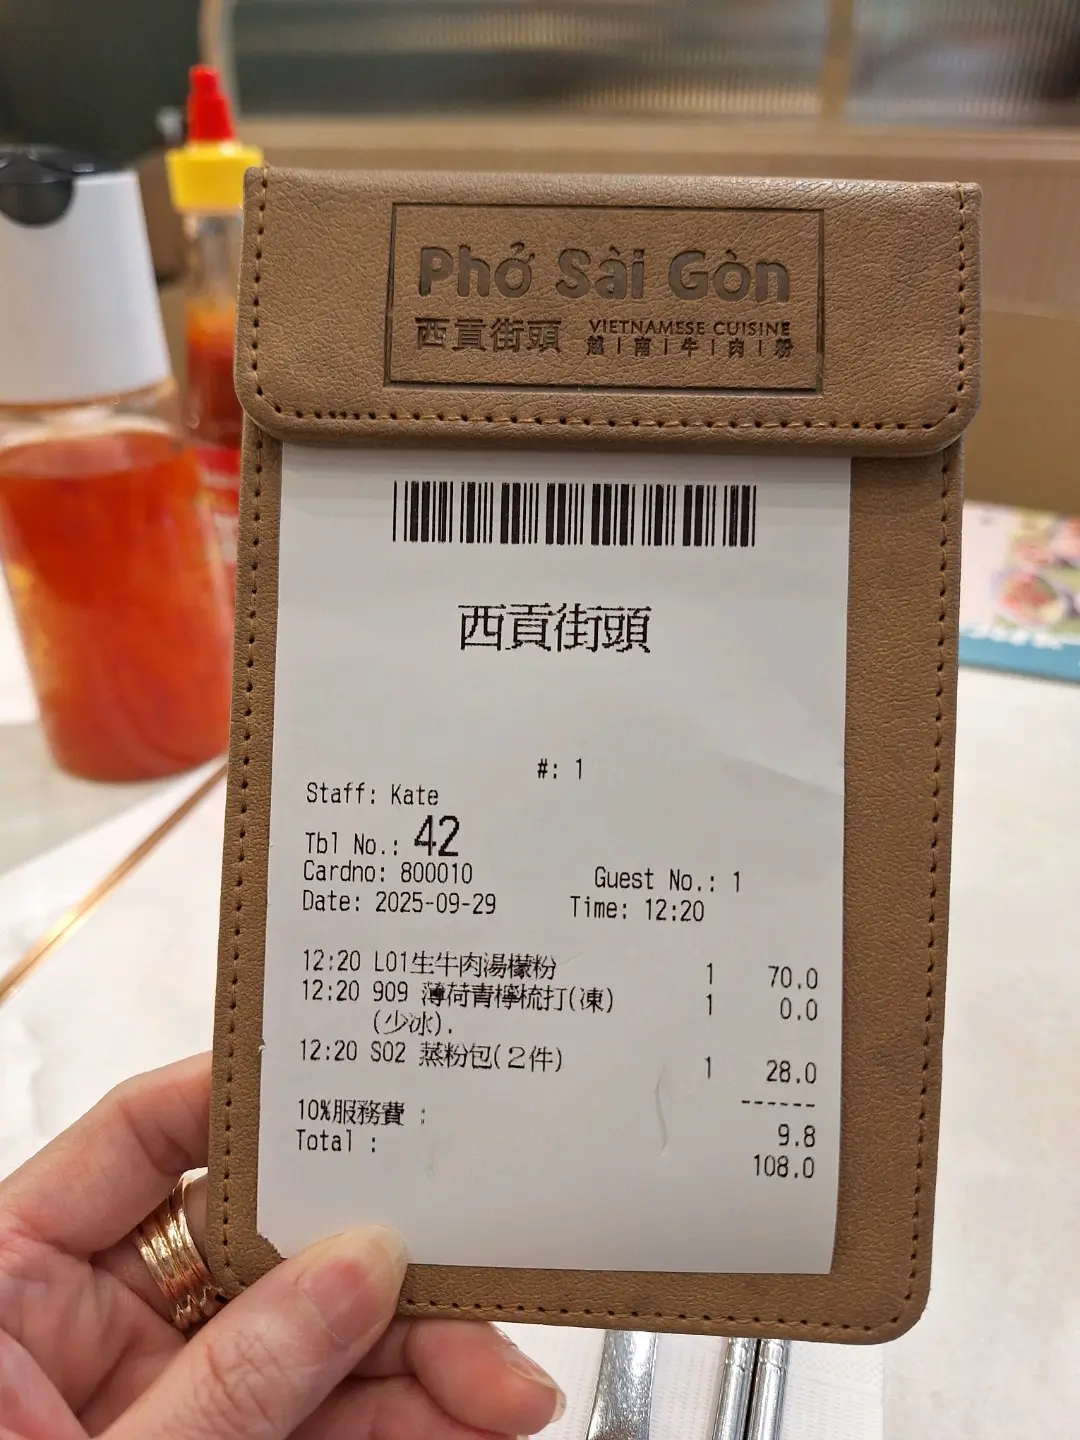 Phở Sài Gòn
西貢街頭 VIETNAMESE CUISINE
越|南|牛|肉|粉
西貢街頭
#: 1
Staff: Kate
Tbl No.: 42
Cardno: 800010 Guest No.: 1
Date: 2025-09-29 Time: 12:20
12:20 L01生牛肉湯檬粉 1 70.0
12:20 909 薄荷青檸梳打(凍) 1 0.0
(少冰).
12:20 S02 蒸粉包(2件) 1 28.0
------
10%服務費 : 9.8
Total : 108.0